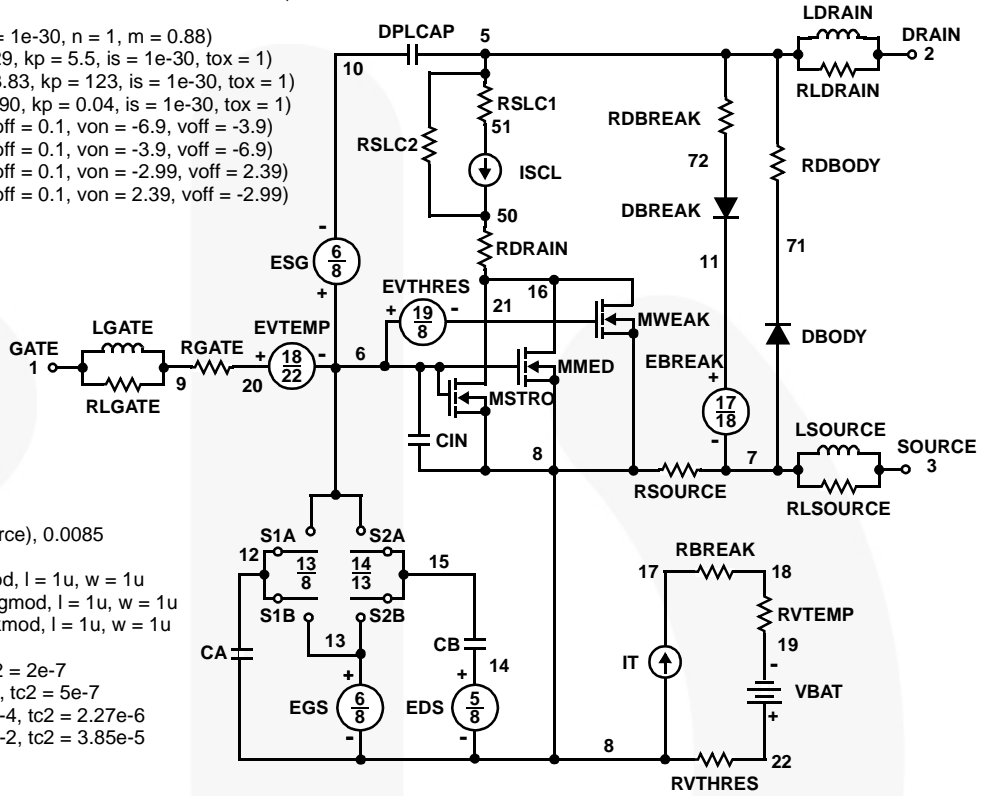 = 1e-30, n = 1, m = 0.88)
29, kp = 5.5, is = 1e-30, tox = 1)
3.83, kp = 123, is = 1e-30, tox = 1)
90, kp = 0.04, is = 1e-30, tox = 1)
off = 0.1, von = -6.9, voff = -3.9)
off = 0.1, von = -3.9, voff = -6.9)
off = 0.1, von = -2.99, voff = 2.39)
off = 0.1, von = 2.39, voff = -2.99)
LDRAIN
DPLCAP
5
DRAIN
2
10
RLDRAIN
RSLC1
51
RDBREAK
RSLC2
ISCL
72
RDBODY
DBREAK
50
RDRAIN
11
71
-
ESG
6
8
+
EVTHRES
16
21
+
19
8
-
MWEAK
LGATE
EVTEMP
GATE
1
RGATE
+
18
22
-
6
MMED
EBREAK
DBODY
9
20
+
RLGATE
MSTRO
17
18
-
CIN
LSOURCE
8
7
SOURCE
3
RSOURCE
RLSOURCE
rce), 0.0085
S1A
S2A
12
13
8
14
13
15
RBREAK
17
18
od, l = 1u, w = 1u
gmod, l = 1u, w = 1u
kmod, l = 1u, w = 1u
S1B
S2B
RVTEMP
13
CA
CB
19
IT
-
2 = 2e-7
, tc2 = 5e-7
-4, tc2 = 2.27e-6
-2, tc2 = 3.85e-5
+
+
14
VBAT
EGS
6
8
EDS
5
8
+
-
-
8
22
RVTHRES